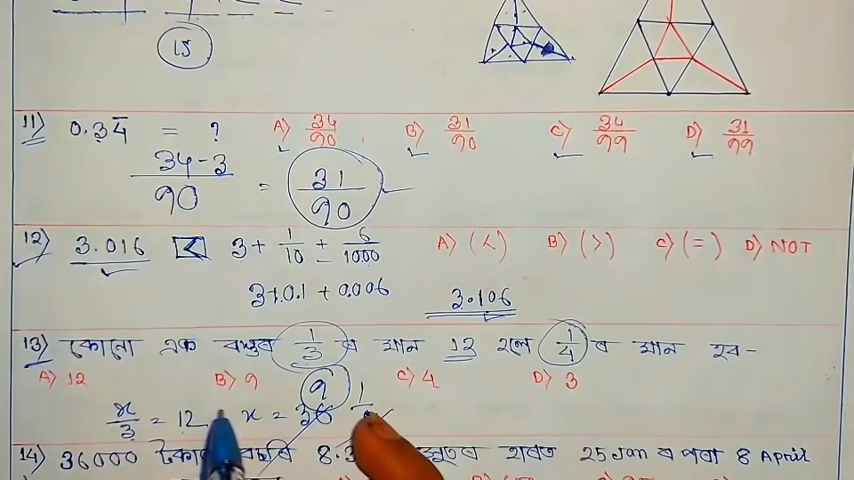 15
11) 0.34̅ = ? A) 34/90 B) 31/90 C) 34/99 D) 31/99
34-3/90 = 31/90
12) 3.016 < 3+ 1/10 + 6/1000 A) (<) B) (>) C) (=) D) NOT
3+0.1+0.006 3.106
13) কোনো এক বস্তুৰ 1/3 ৰ মান 12 হলে 1/4 ৰ মান হব-
A) 12 B) 9 C) 4 D) 3
x/3 = 12 x = 36 9 1
14) 36000 8.3 25 Jan ৰ পৰা 8 April